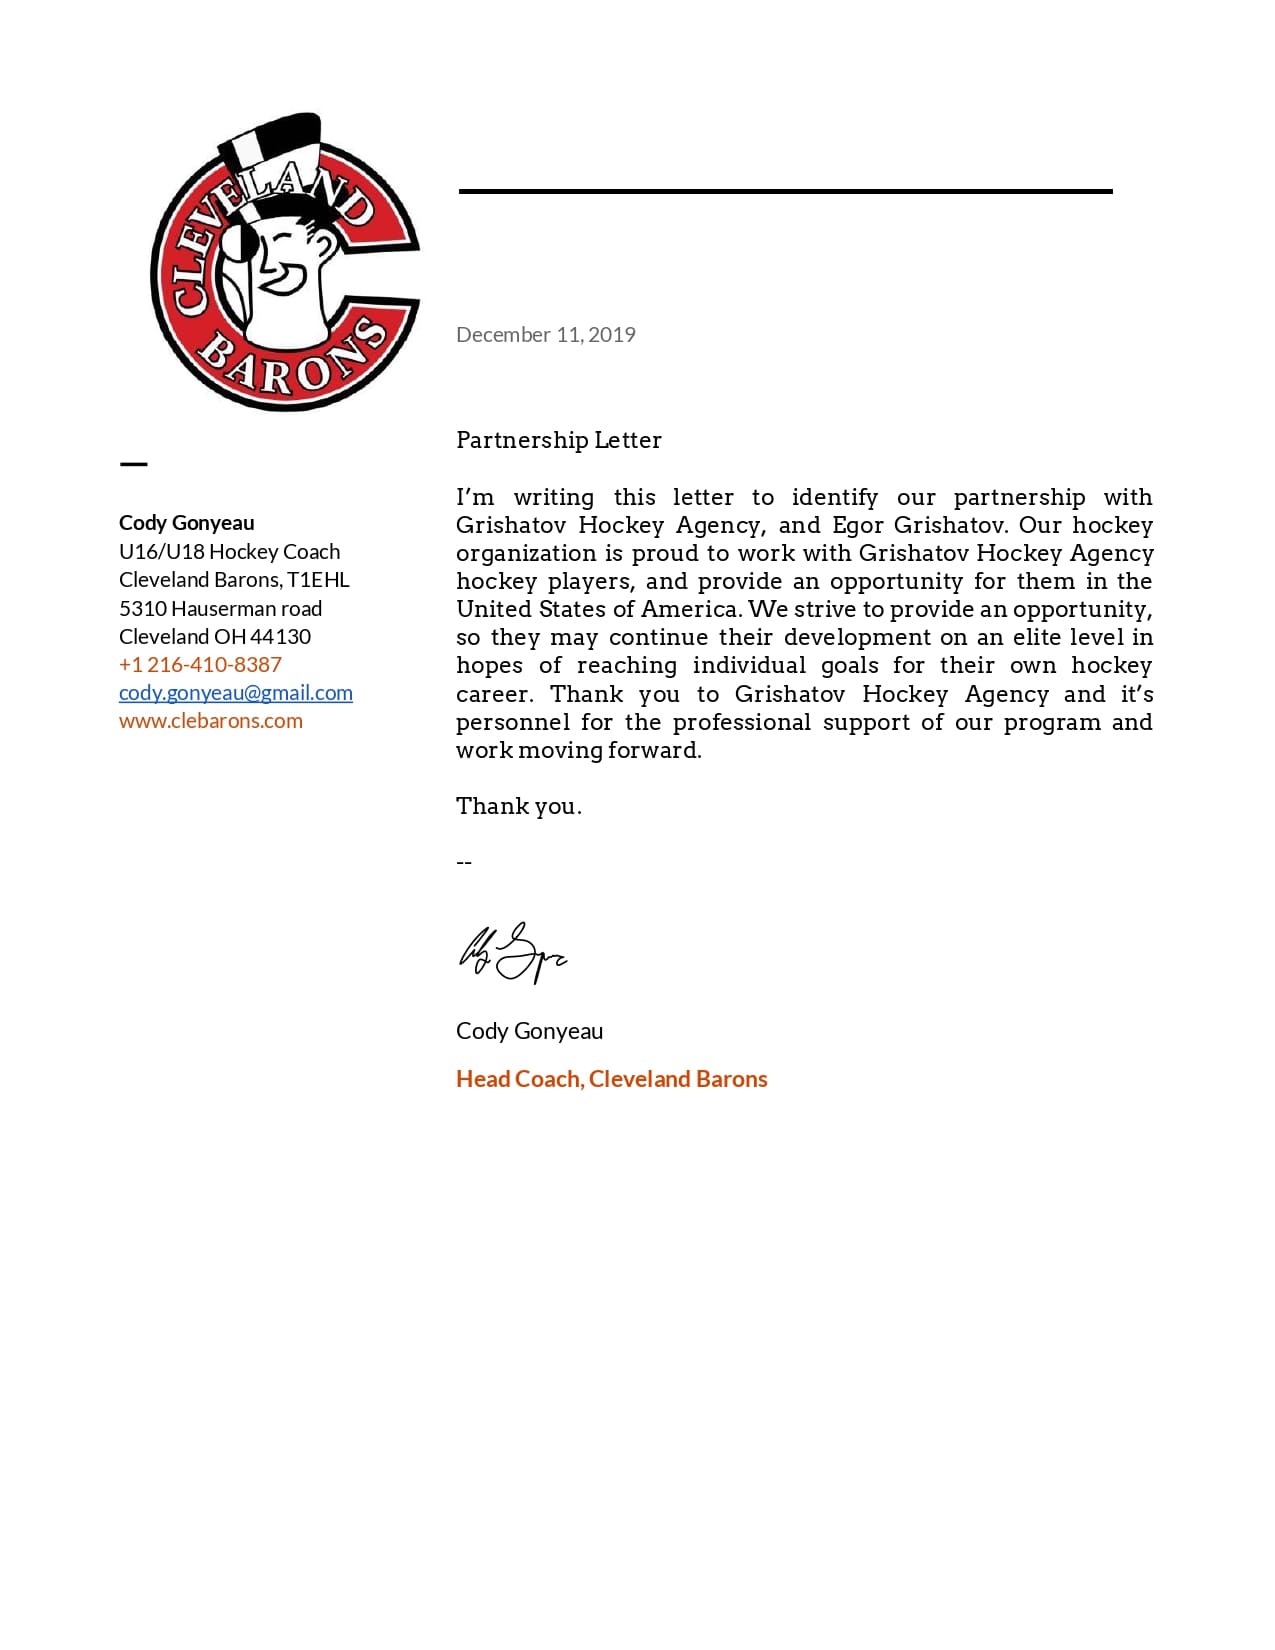 CLEVELAND
BARONS
Cody Gonyeau
U16/U18 Hockey Coach
Cleveland Barons, T1EHL
5310 Hauserman road
Cleveland OH 44130
+1 216-410-8387
cody.gonyeau@gmail.com
www.clebarons.com
December 11, 2019
Partnership Letter
I’m writing this letter to identify our partnership with
Grishatov Hockey Agency, and Egor Grishatov. Our hockey
organization is proud to work with Grishatov Hockey Agency
hockey players, and provide an opportunity for them in the
United States of America. We strive to provide an opportunity,
so they may continue their development on an elite level in
hopes of reaching individual goals for their own hockey
career. Thank you to Grishatov Hockey Agency and it’s
personnel for the professional support of our program and
work moving forward.
Thank you.
--
Cody Gonyeau
Head Coach, Cleveland Barons